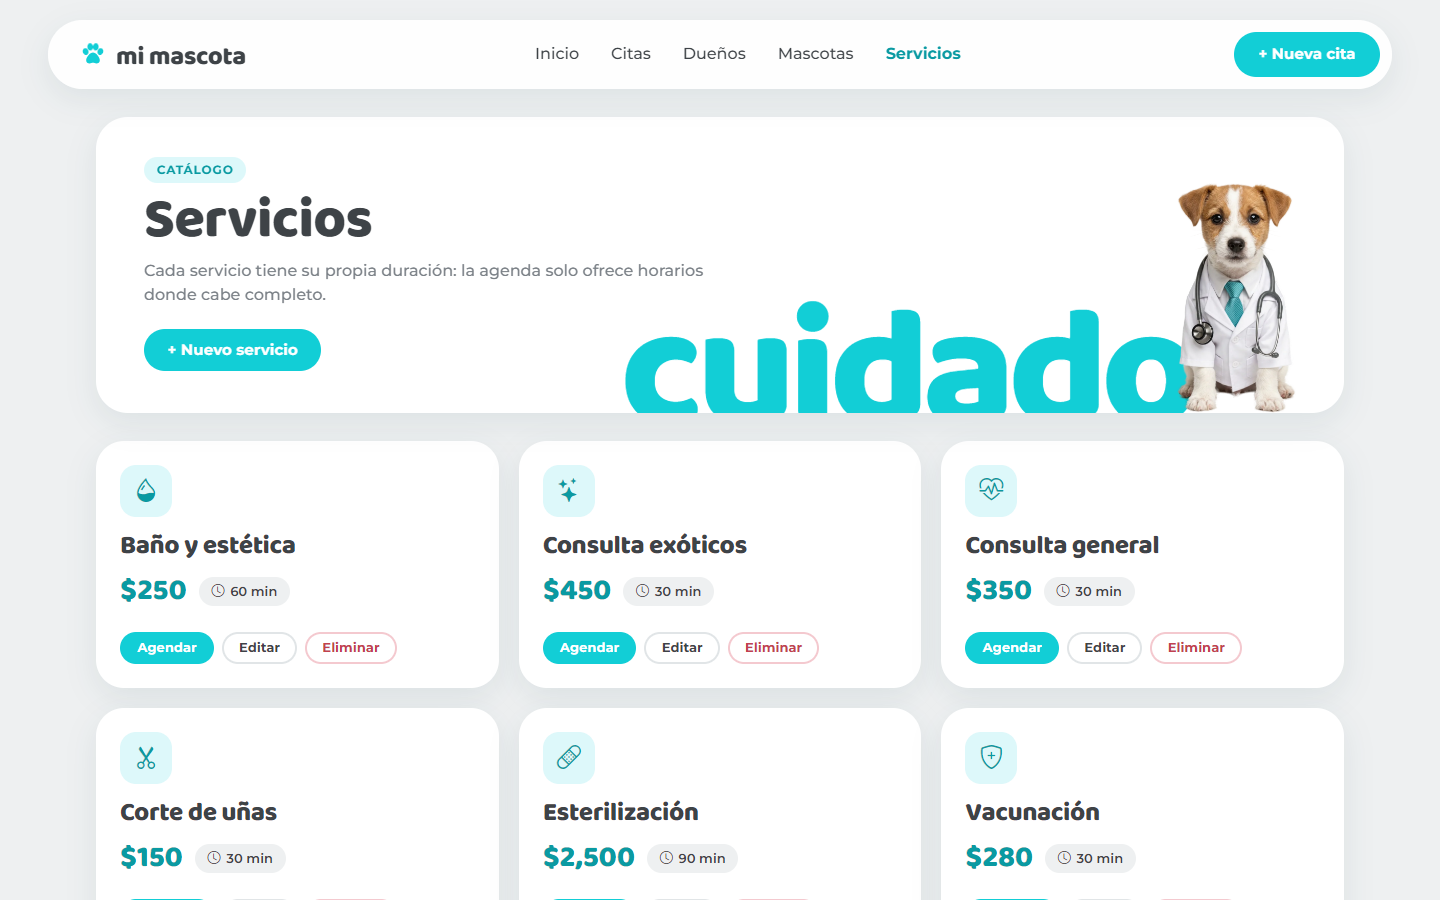 mi mascota
Inicio
Citas
Dueños
Mascotas
Servicios
+ Nueva cita
CATÁLOGO
Servicios
Cada servicio tiene su propia duración: la agenda solo ofrece horarios
donde cabe completo.
+ Nuevo servicio
cuidado
Baño y estética
$250
60 min
Agendar
Editar
Eliminar
Consulta exóticos
$450
30 min
Agendar
Editar
Eliminar
Consulta general
$350
30 min
Agendar
Editar
Eliminar
Corte de uñas
$150
30 min
Esterilización
$2,500
90 min
Vacunación
$280
30 min